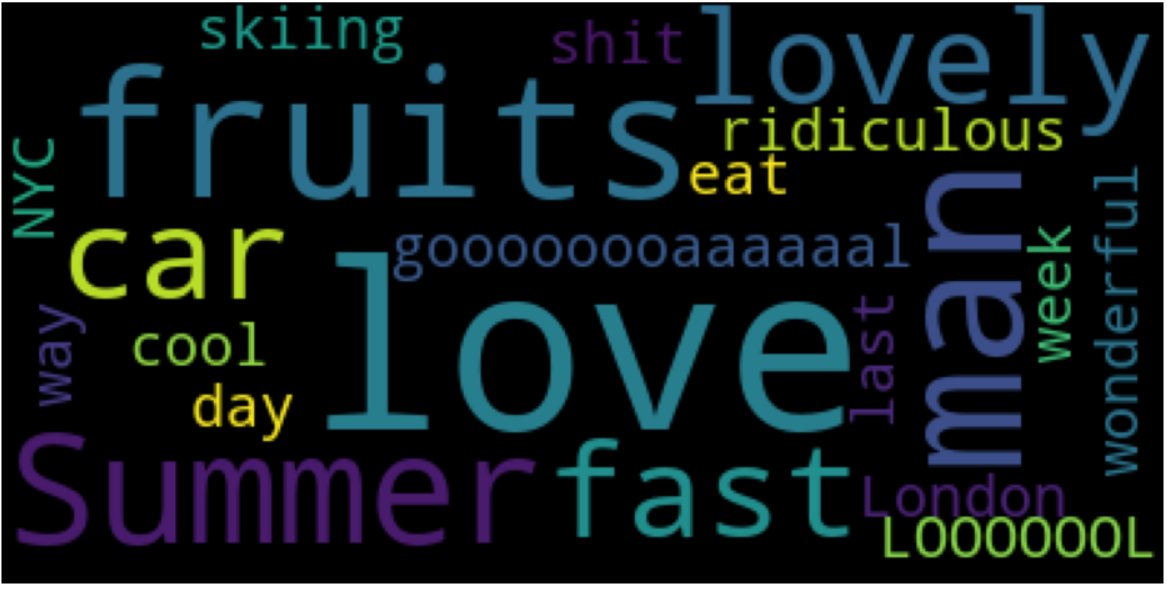 skiing
shit
lovely
fruits
ridiculous
NYC
eat
man
wonderful
car
goooooooaaaaaal
week
love
way
cool
last
day
Summer
fast
London
LOOOOOOL